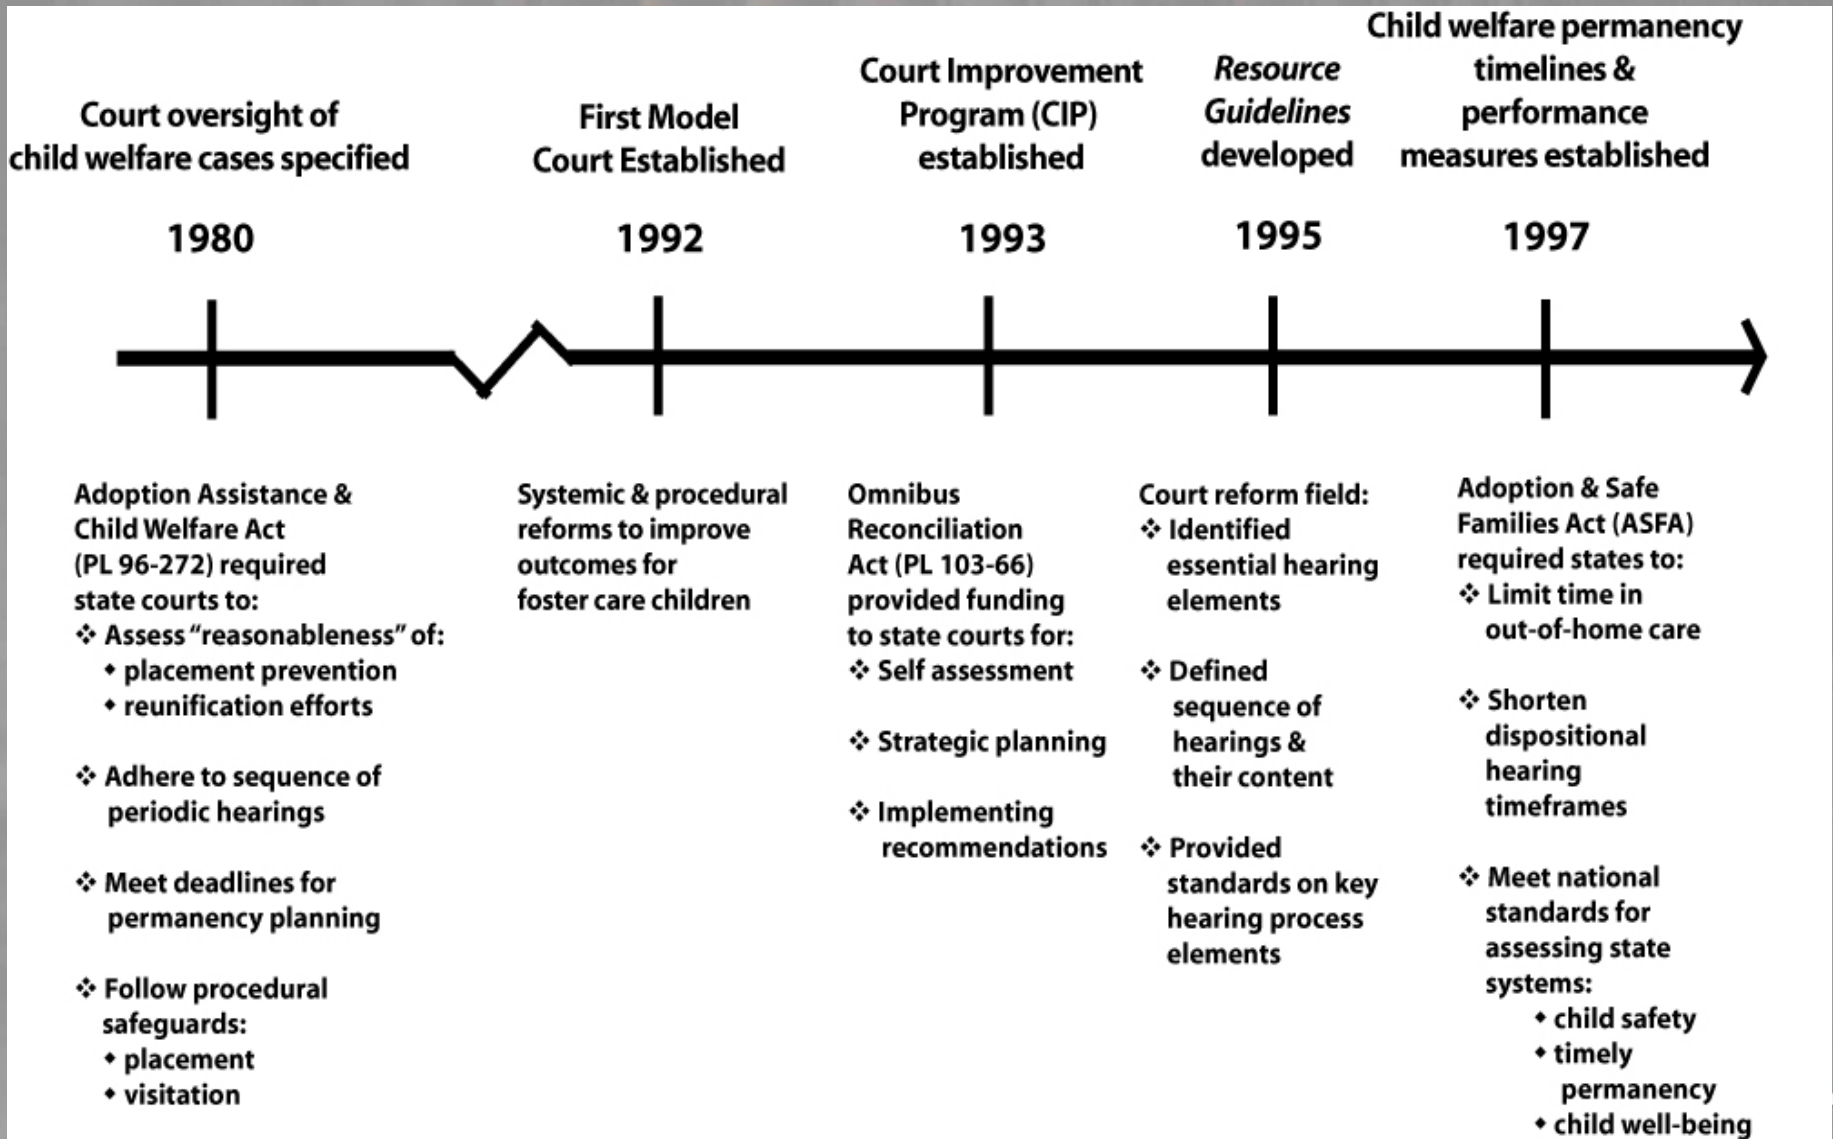 Court oversight of
child welfare cases specified
1980
Adoption Assistance &
Child Welfare Act
(PL 96-272) required
state courts to:
❖ Assess “reasonableness” of:
◆ placement prevention
◆ reunification efforts
❖ Adhere to sequence of
periodic hearings
❖ Meet deadlines for
permanency planning
❖ Follow procedural
safeguards:
◆ placement
◆ visitation
First Model
Court Established
1992
Systemic & procedural
reforms to improve
outcomes for
foster care children
Court Improvement
Program (CIP)
established
1993
Omnibus
Reconciliation
Act (PL 103-66)
provided funding
to state courts for:
❖ Self assessment
❖ Strategic planning
❖ Implementing
recommendations
Resource
Guidelines
developed
1995
Court reform field:
❖ Identified
essential hearing
elements
❖ Defined
sequence of
hearings &
their content
❖ Provided
standards on key
hearing process
elements
Child welfare permanency
timelines &
performance
measures established
1997
Adoption & Safe
Families Act (ASFA)
required states to:
❖ Limit time in
out-of-home care
❖ Shorten
dispositional
hearing
timeframes
❖ Meet national
standards for
assessing state
systems:
◆ child safety
◆ timely
permanency
◆ child well-being